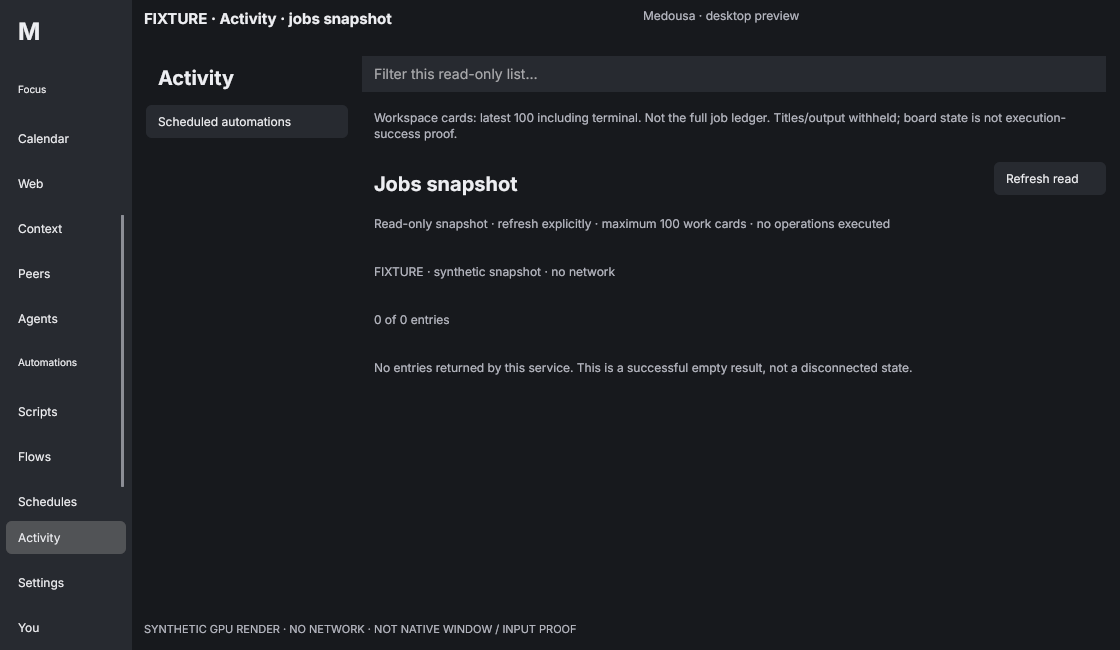 M
Focus
Calendar
Web
Context
Peers
Agents
Automations
Scripts
Flows
Schedules
Activity
Settings
You
FIXTURE · Activity · jobs snapshot
Medousa · desktop preview
Activity
Scheduled automations
Filter this read-only list...
Workspace cards: latest 100 including terminal. Not the full job ledger. Titles/output withheld; board state is not execution-
success proof.
Jobs snapshot
Refresh read
Read-only snapshot · refresh explicitly · maximum 100 work cards · no operations executed
FIXTURE · synthetic snapshot · no network
0 of 0 entries
No entries returned by this service. This is a successful empty result, not a disconnected state.
SYNTHETIC GPU RENDER · NO NETWORK · NOT NATIVE WINDOW / INPUT PROOF